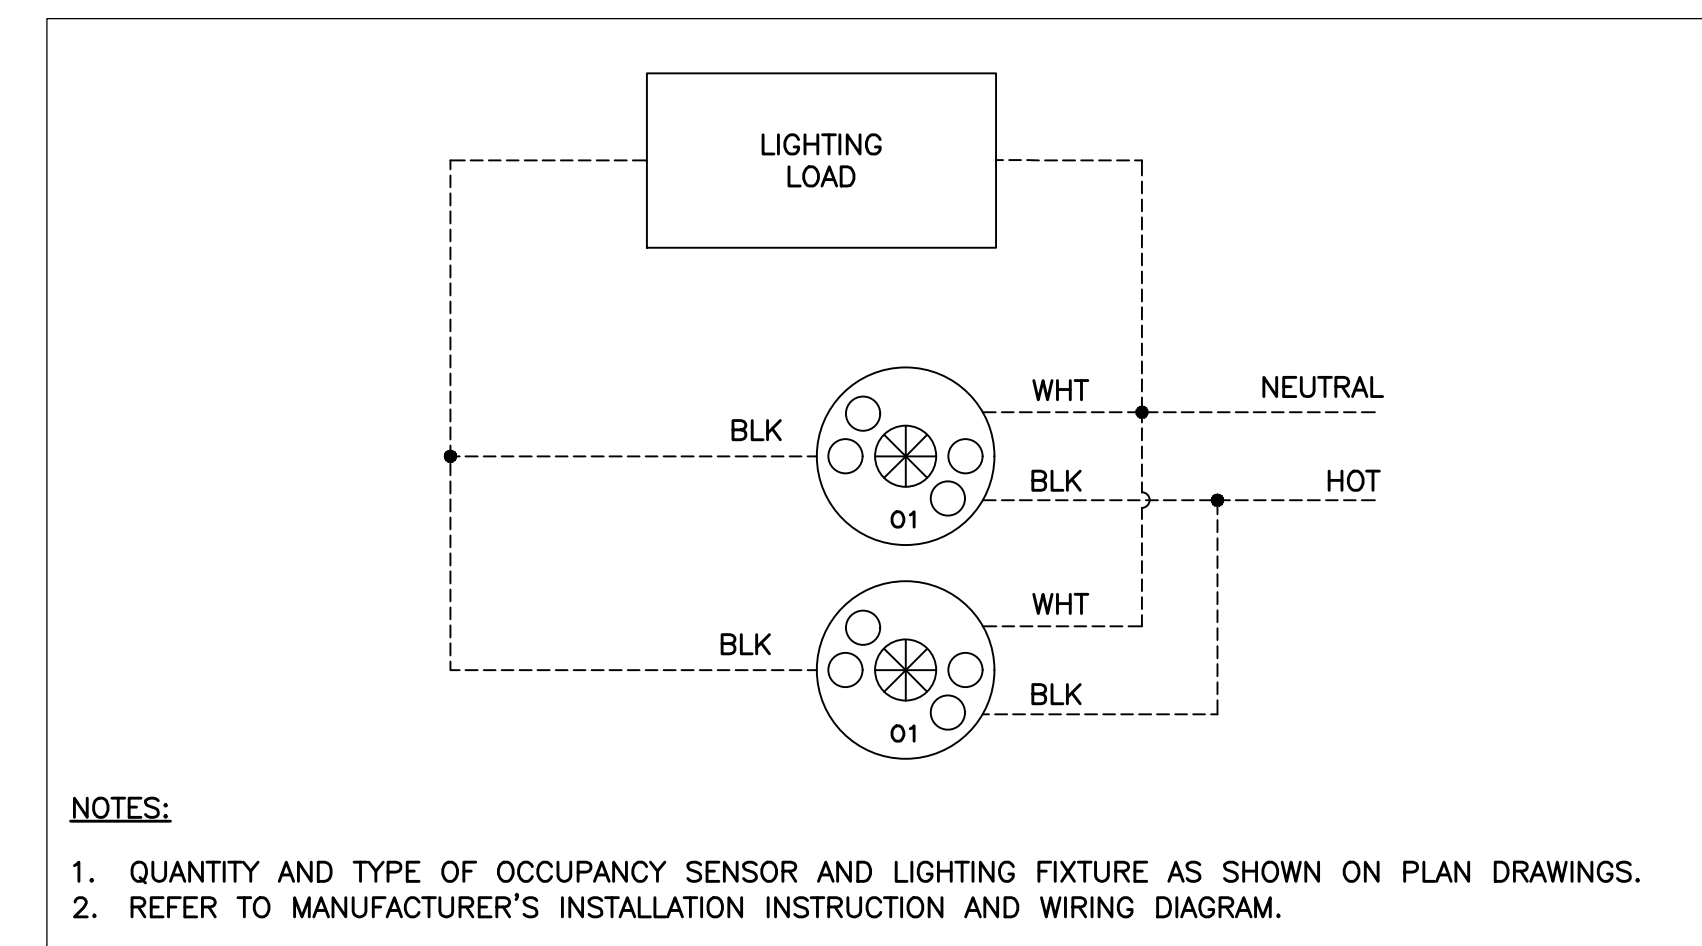 LIGHTING
LOAD
WHT
NEUTRAL
BLK
BLK
HOT
01
WHT
BLK
BLK
01
NOTES:
1. QUANTITY AND TYPE OF OCCUPANCY SENSOR AND LIGHTING FIXTURE AS SHOWN ON PLAN DRAWINGS.
2. REFER TO MANUFACTURER'S INSTALLATION INSTRUCTION AND WIRING DIAGRAM.